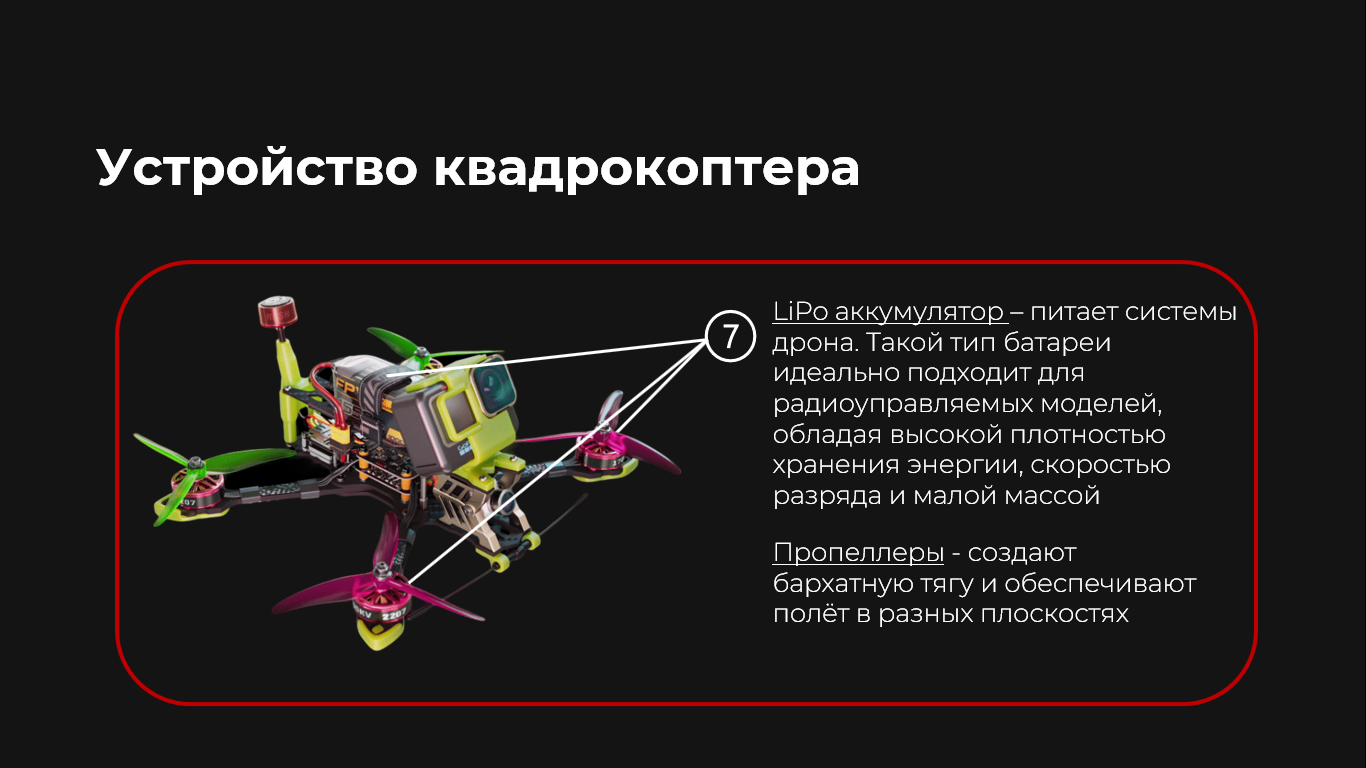 Устройство квадрокоптера
7
LiPo аккумулятор – питает системы
дрона. Такой тип батареи
идеально подходит для
радиоуправляемых моделей,
обладая высокой плотностью
хранения энергии, скоростью
разряда и малой массой
Пропеллеры - создают
бархатную тягу и обеспечивают
полёт в разных плоскостях
2207